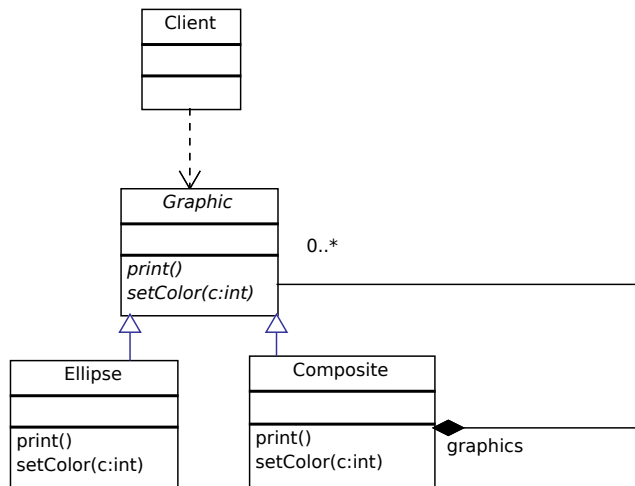 Client
Graphic
0..*
print()
setColor(c:int)
Ellipse
Composite
print()
setColor(c:int)
print()
setColor(c:int)
graphics